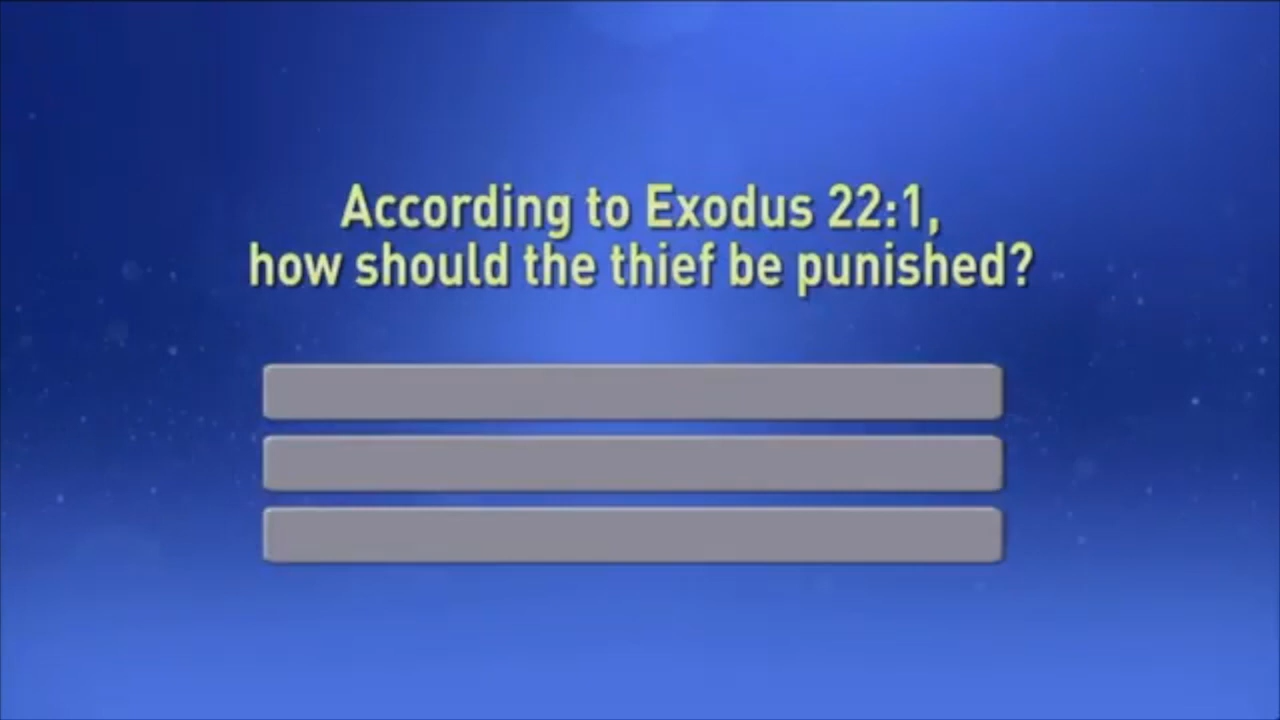 According to Exodus 22:1,
how should the thief be punished?